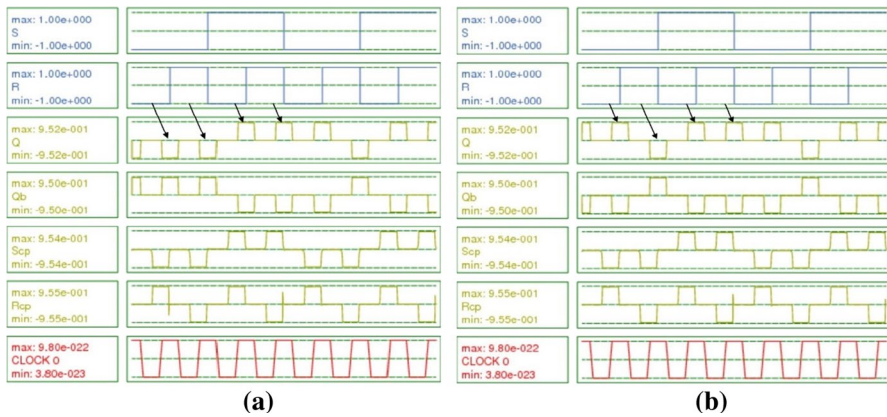 max: 1.00e+000
S
min: -1.00e+000
max: 1.00e+000
R
min: -1.00e+000
max: 9.52e-001
Q
min: -9.52e-001
max: 9.50e-001
Qb
min: -9.50e-001
max: 9.54e-001
Scp
min: -9.54e-001
max: 9.55e-001
Rcp
min: -9.55e-001
max: 9.80e-022
CLOCK 0
min: 3.80e-023
(a)
max: 1.00e+000
S
min: -1.00e+000
max: 1.00e+000
R
min: -1.00e+000
max: 9.52e-001
Q
min: -9.52e-001
max: 9.50e-001
Qb
min: -9.50e-001
max: 9.54e-001
Scp
min: -9.54e-001
max: 9.55e-001
Rcp
min: -9.55e-001
max: 9.80e-022
CLOCK 0
min: 3.80e-023
(b)